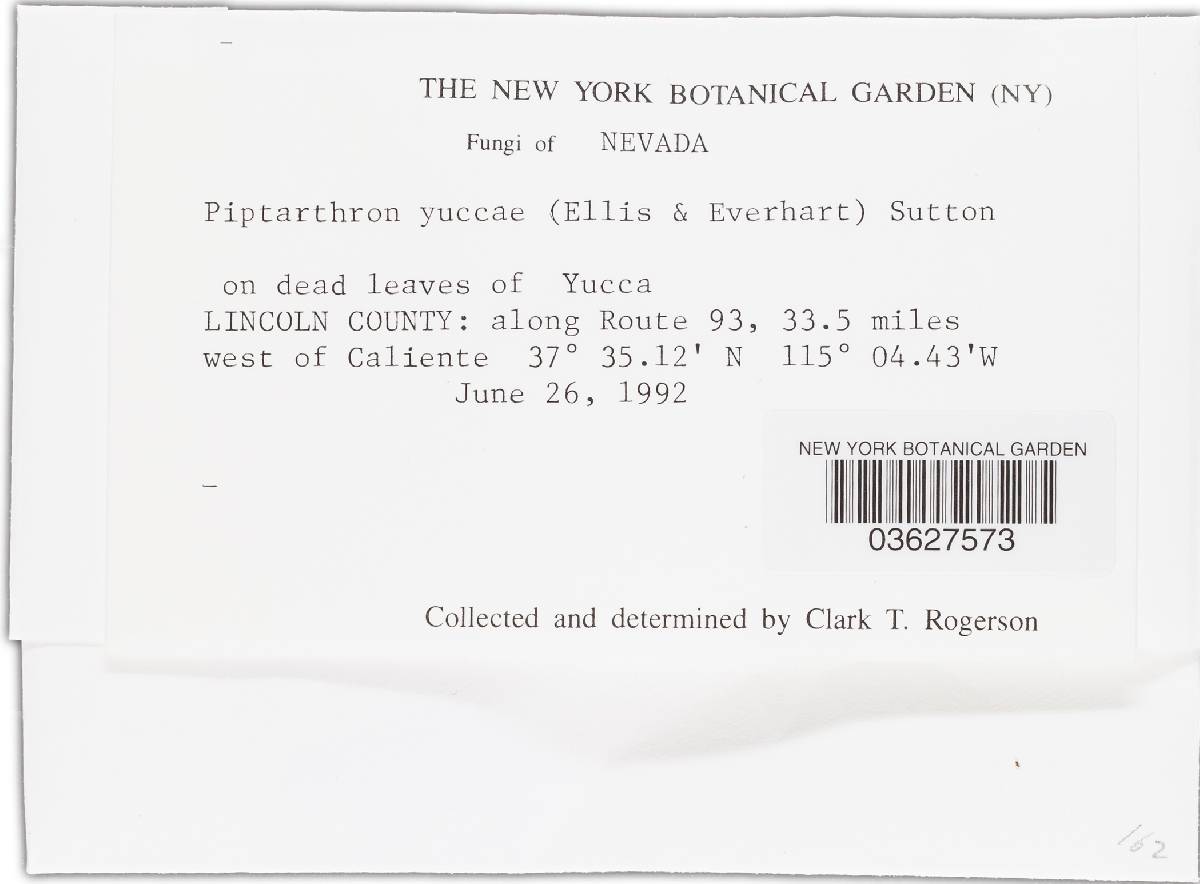 THE NEW YORK BOTANICAL GARDEN (NY)
Fungi of NEVADA
Piptarthron yuccae (Ellis & Everhart) Sutton
on dead leaves of Yucca
LINCOLN COUNTY: along Route 93, 33.5 miles
west of Caliente 37° 35.12' N 115° 04.43'W
June 26, 1992
NEW YORK BOTANICAL GARDEN
03627573
Collected and determined by Clark T. Rogerson
162